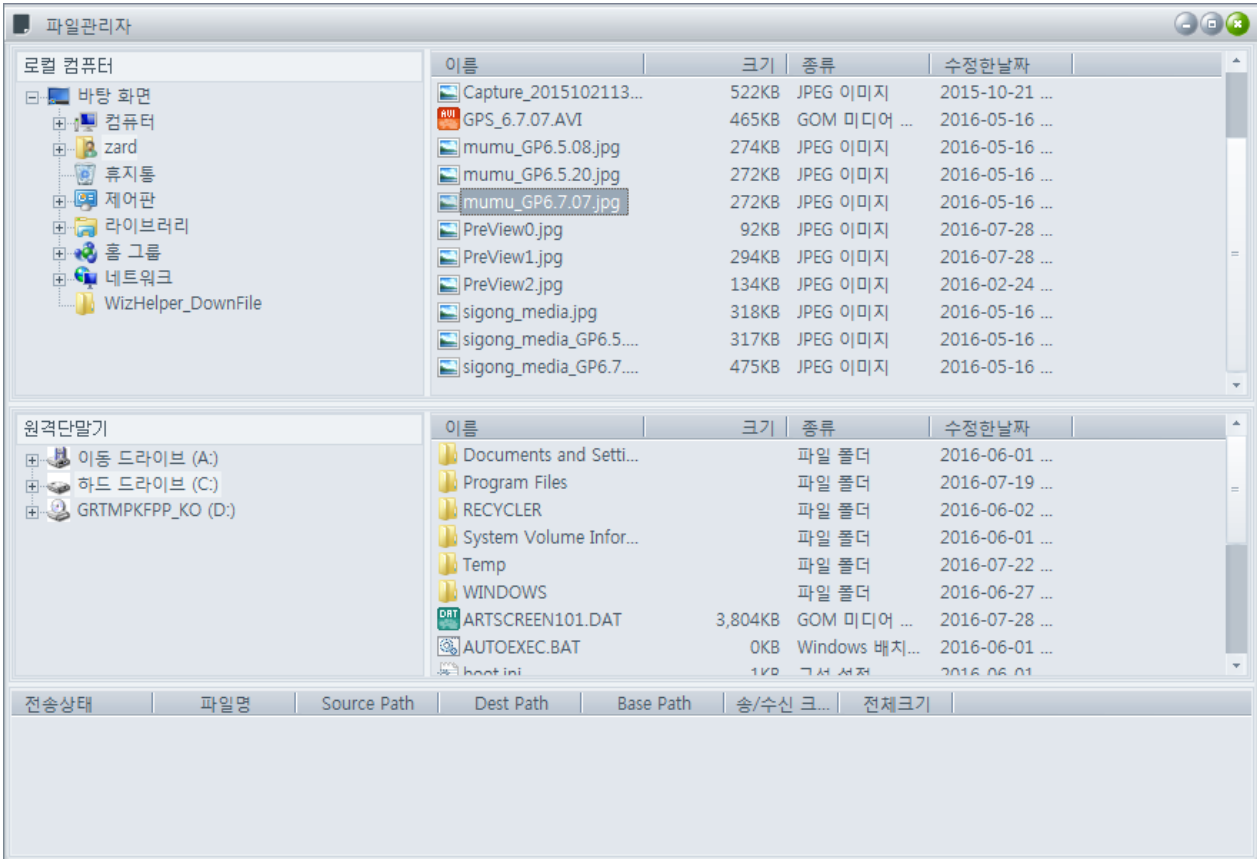 파일관리자
로컬 컴퓨터
바탕 화면
컴퓨터
zard
휴지통
제어판
라이브러리
홈 그룹
네트워크
WizHelper_DownFile
이름 크기 종류 수정한날짜
Capture_2015102113... 522KB JPEG 이미지 2015-10-21 ...
AVI GPS_6.7.07.AVI 465KB GOM 미디어 ... 2016-05-16 ...
mumu_GP6.5.08.jpg 274KB JPEG 이미지 2016-05-16 ...
mumu_GP6.5.20.jpg 272KB JPEG 이미지 2016-05-16 ...
mumu_GP6.7.07.jpg 272KB JPEG 이미지 2016-05-16 ...
PreView0.jpg 92KB JPEG 이미지 2016-07-28 ...
PreView1.jpg 294KB JPEG 이미지 2016-07-28 ...
PreView2.jpg 134KB JPEG 이미지 2016-02-24 ...
sigong_media.jpg 318KB JPEG 이미지 2016-05-16 ...
sigong_media_GP6.5.... 317KB JPEG 이미지 2016-05-16 ...
sigong_media_GP6.7.... 475KB JPEG 이미지 2016-05-16 ...
원격단말기
이동 드라이브 (A:)
하드 드라이브 (C:)
GRTMPKFPP_KO (D:)
이름 크기 종류 수정한날짜
Documents and Setti... 파일 폴더 2016-06-01 ...
Program Files 파일 폴더 2016-07-19 ...
RECYCLER 파일 폴더 2016-06-02 ...
System Volume Infor... 파일 폴더 2016-06-01 ...
Temp 파일 폴더 2016-07-22 ...
WINDOWS 파일 폴더 2016-06-27 ...
DAT ARTSCREEN101.DAT 3,804KB GOM 미디어 ... 2016-07-28 ...
AUTOEXEC.BAT 0KB Windows 배치... 2016-06-01 ...
boot.ini 1KB 구성 설정 2016-06-01
전송상태 파일명 Source Path Dest Path Base Path 송/수신 크... 전체크기